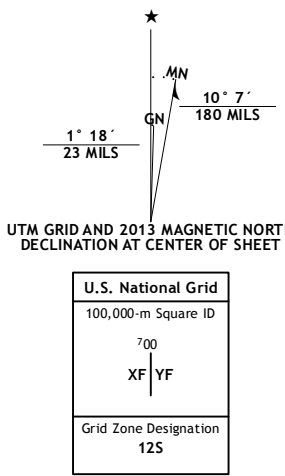 ★
MN
GN
10° 7´
180 MILS
1° 18´
23 MILS
UTM GRID AND 2013 MAGNETIC NORT
DECLINATION AT CENTER OF SHEET
U.S. National Grid
100,000-m Square ID
⁷00
XF YF
Grid Zone Designation
12S